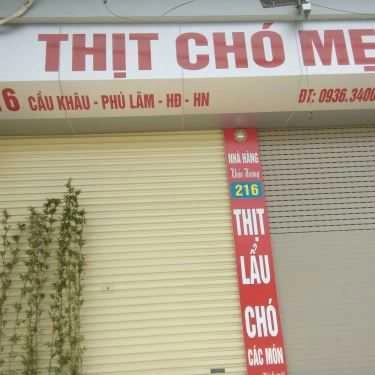 THỊT CHÓ MẸ
6 CẦU KHÂU - PHÚ LÃM - HĐ - HN
ĐT: 0936.3400
NHÀ HÀNG
216
THỊT
LẨU
CHÓ
CÁC MÓN